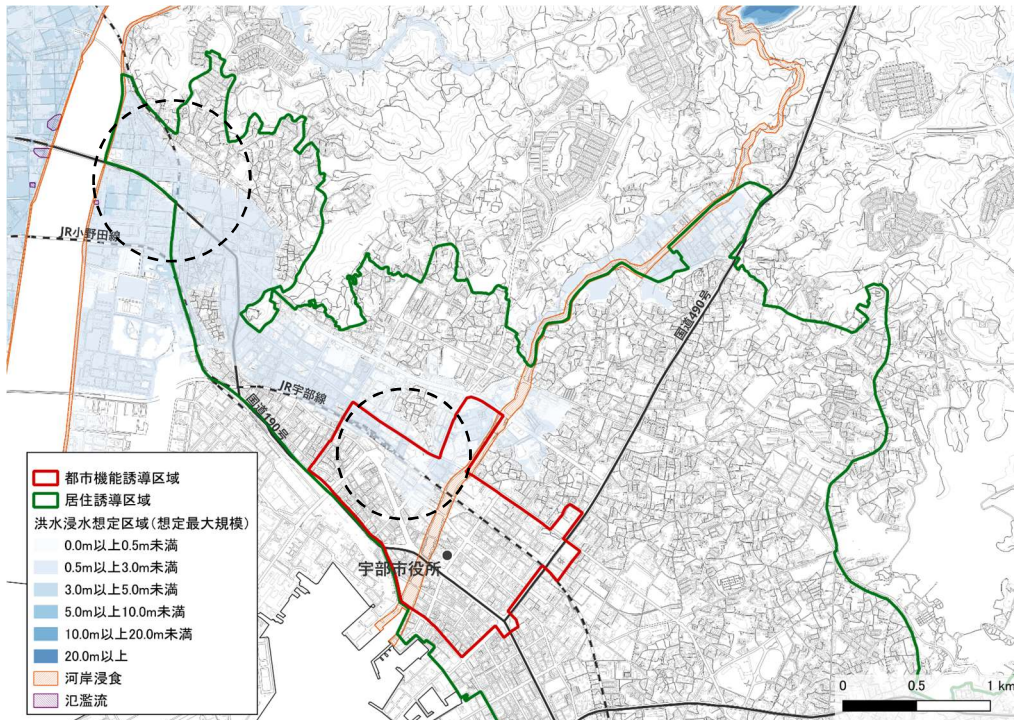 JR小野田線
国道490号
JR宇部線
国道190号
宇部市役所
都市機能誘導区域
居住誘導区域
洪水浸水想定区域(想定最大規模)
0.0m以上0.5m未満
0.5m以上3.0m未満
3.0m以上5.0m未満
5.0m以上10.0m未満
10.0m以上20.0m未満
20.0m以上
河岸浸食
氾濫流
0 0.5 1 km